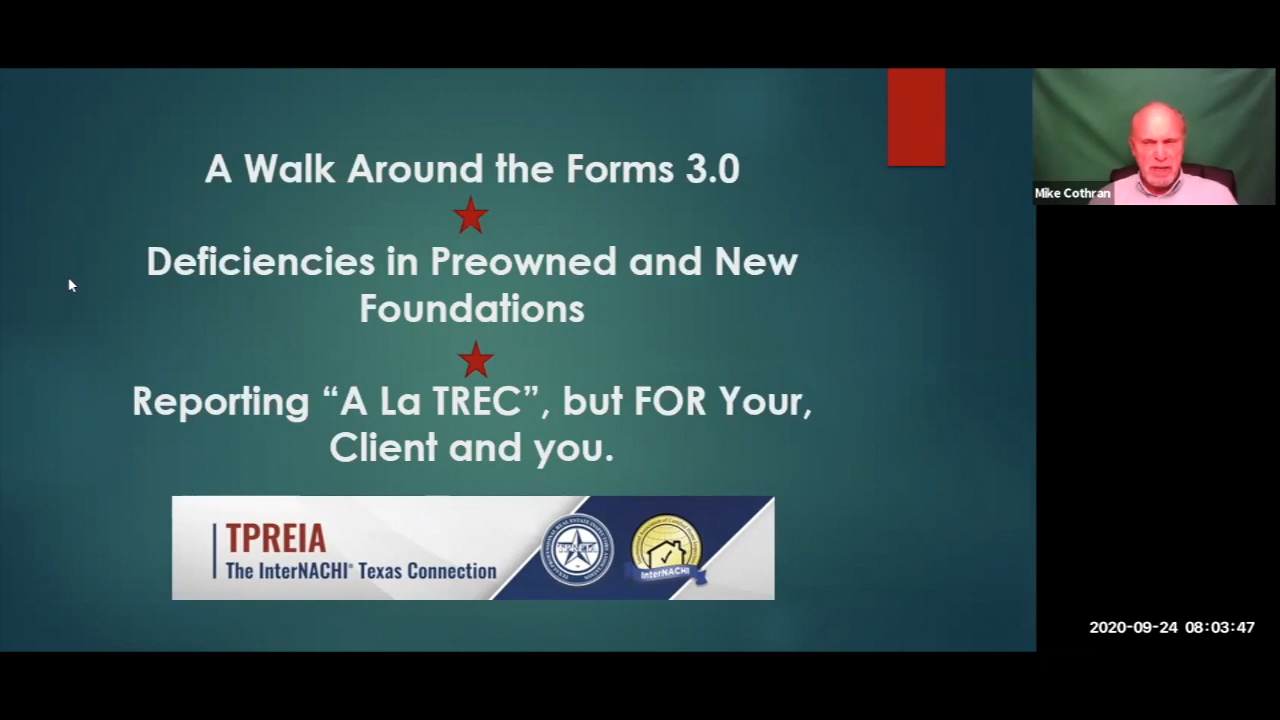 A Walk Around the Forms 3.0
Deficiencies in Preowned and New
Foundations
Reporting “A La TREC”, but FOR Your,
Client and you.
TPREIA
The InterNACHI® Texas Connection
InterNACHI
Mike Cothran
2020-09-24 08:03:47